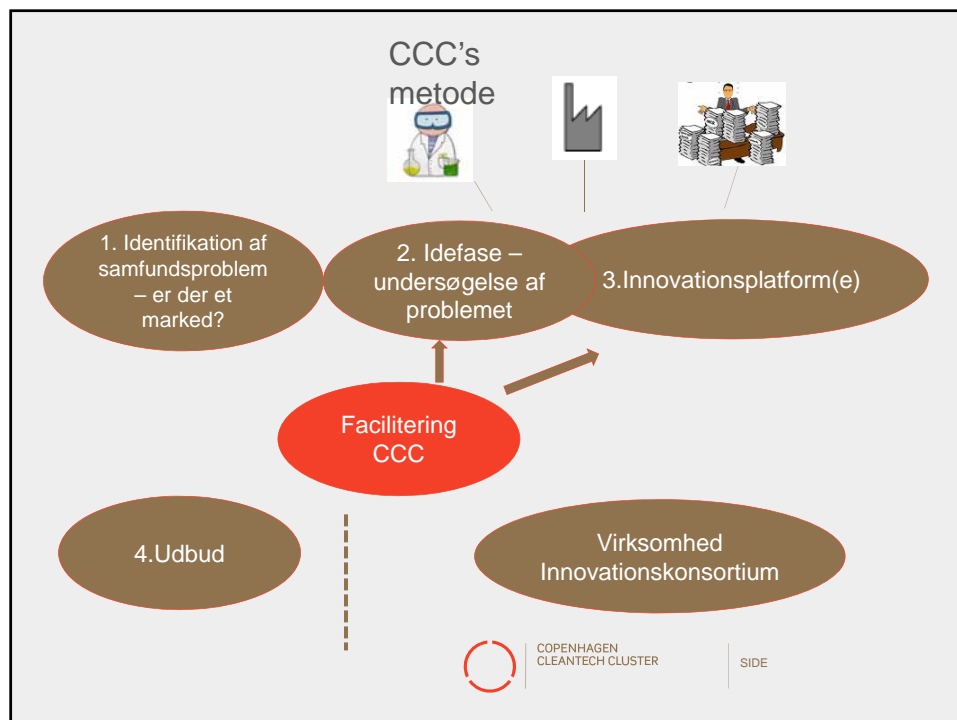 CCC's
metode
1. Identifikation af
samfundsproblem
– er der et
marked?
2. Idefase –
undersøgelse af
problemet
3.Innovationsplatform(e)
Facilitering
CCC
4.Udbud
Virksomhed
Innovationskonsortium
COPENHAGEN
CLEANTECH CLUSTER
SIDE